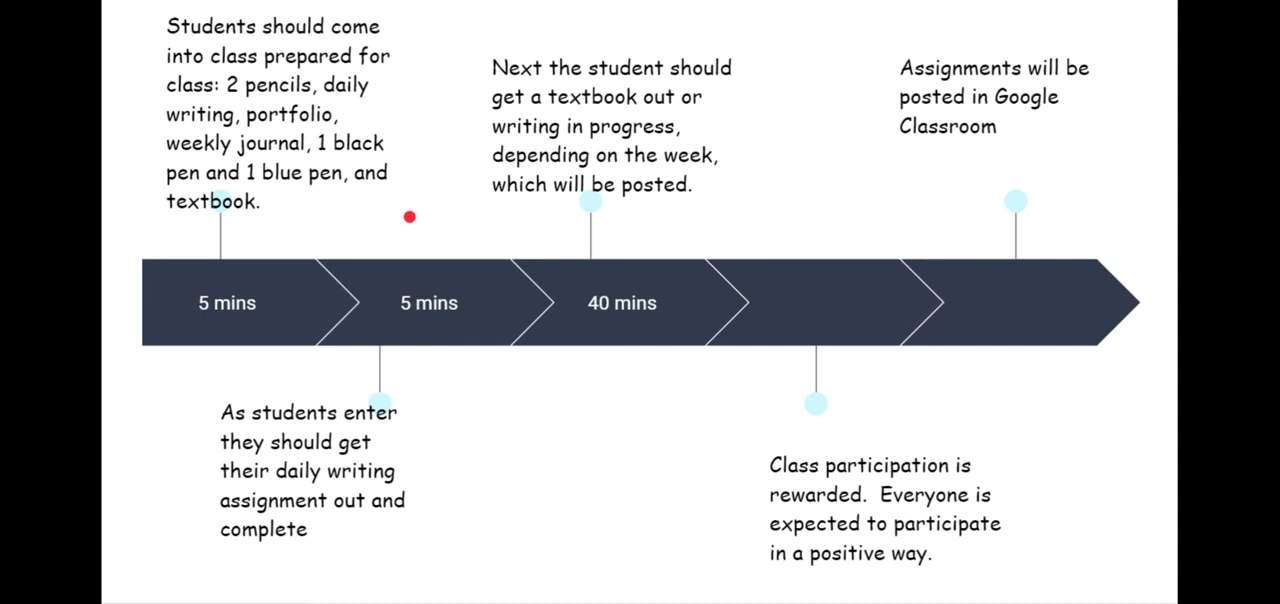 Students should come
into class prepared for
class: 2 pencils, daily
writing, portfolio,
weekly journal, 1 black
pen and 1 blue pen, and
textbook.
Next the student should
get a textbook out or
writing in progress,
depending on the week,
which will be posted.
Assignments will be
posted in Google
Classroom
5 mins
5 mins
40 mins
As students enter
they should get
their daily writing
assignment out and
complete
Class participation is
rewarded.  Everyone is
expected to participate
in a positive way.